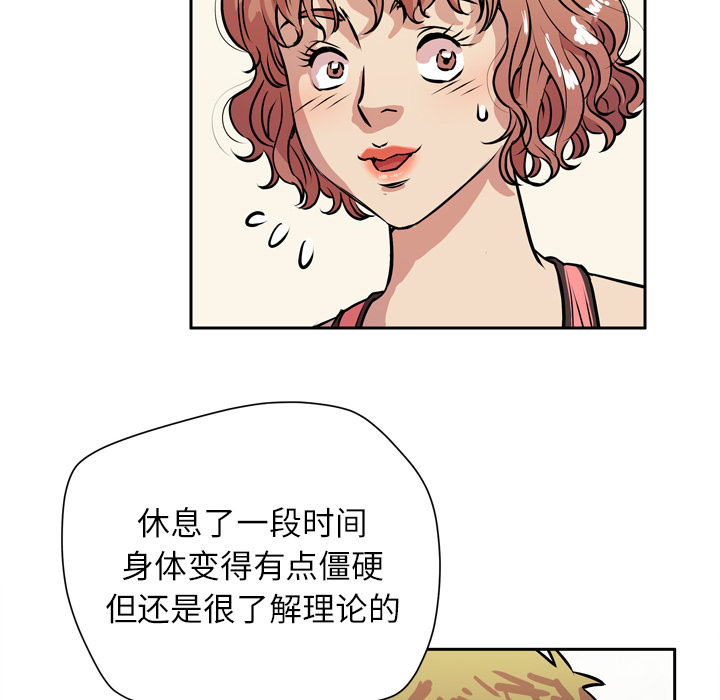 休息了一段时间
身体变得有点僵硬
但还是很了解理论的